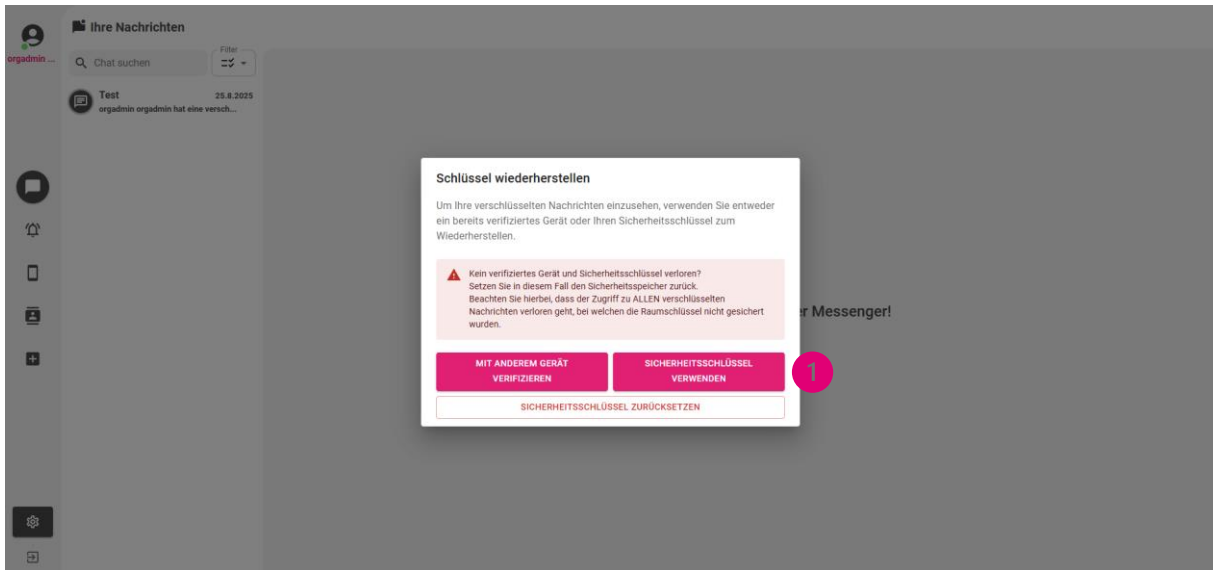 Ihre Nachrichten
orgadmin ...
Chat suchen
Filter
Test 25.8.2025
orgadmin orgadmin hat eine versch...
Schlüssel wiederherstellen
Um Ihre verschlüsselten Nachrichten einzusehen, verwenden Sie entweder
ein bereits verifiziertes Gerät oder Ihren Sicherheitsschlüssel zum
Wiederherstellen.
Kein verifiziertes Gerät und Sicherheitsschlüssel verloren?
Setzen Sie in diesem Fall den Sicherheitsspeicher zurück.
Beachten Sie hierbei, dass der Zugriff zu ALLEN verschlüsselten
Nachrichten verloren geht, bei welchen die Raumschlüssel nicht gesichert
wurden.
r Messenger!
MIT ANDEREM GERÄT
VERIFIZIEREN
SICHERHEITSSCHLÜSSEL
VERWENDEN
1
SICHERHEITSSCHLÜSSEL ZURÜCKSETZEN